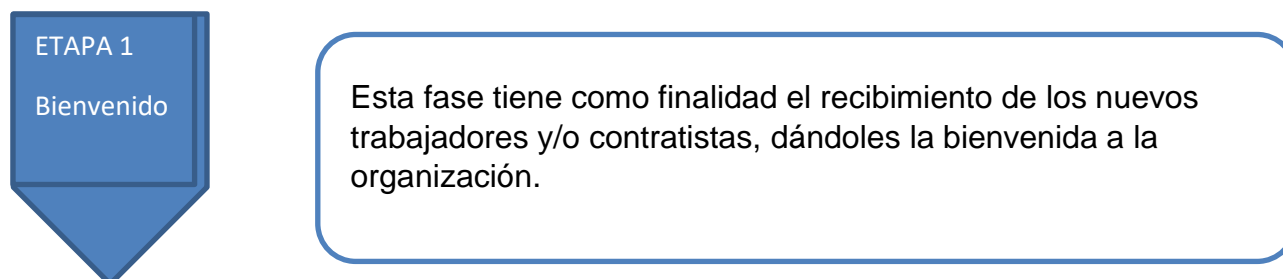 ETAPA 1
Bienvenido
Esta fase tiene como finalidad el recibimiento de los nuevos
trabajadores y/o contratistas, dándoles la bienvenida a la
organización.